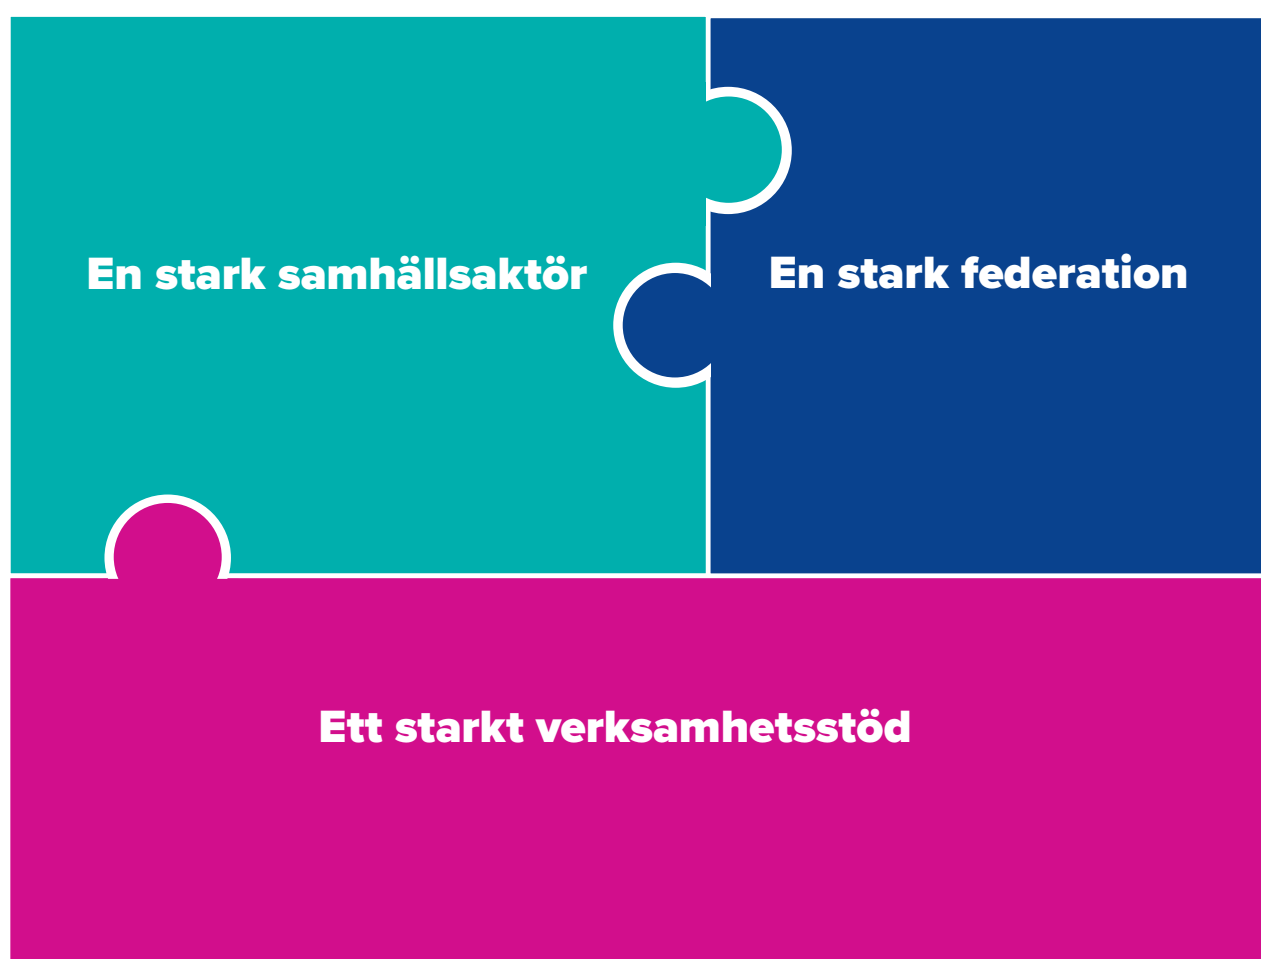 En stark samhällsaktör
En stark federation
Ett starkt verksamhetsstöd